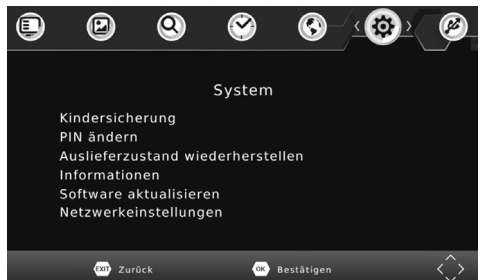 System
Kindersicherung
PIN ändern
Auslieferzustand wiederherstellen
Informationen
Software aktualisieren
Netzwerkeinstellungen
EXIT Zurück OK Bestätigen